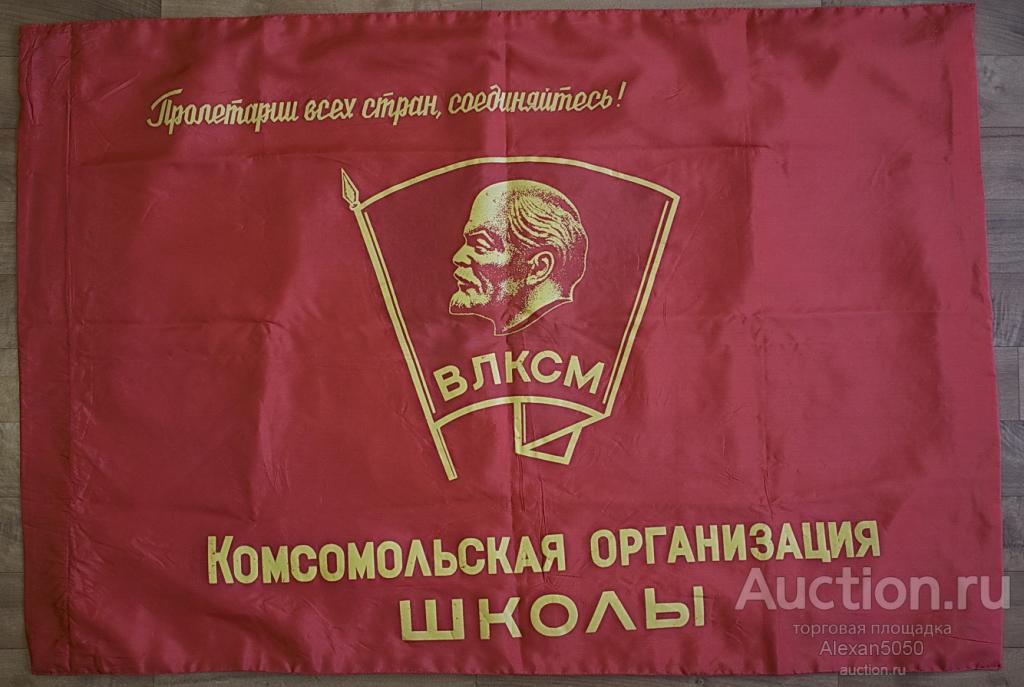 Пролетарии всех стран, соединяйтесь!
ВЛКСМ
Комсомольская организация
школы
Auction.ru
торговая площадка
Alexan5050
auction.ru